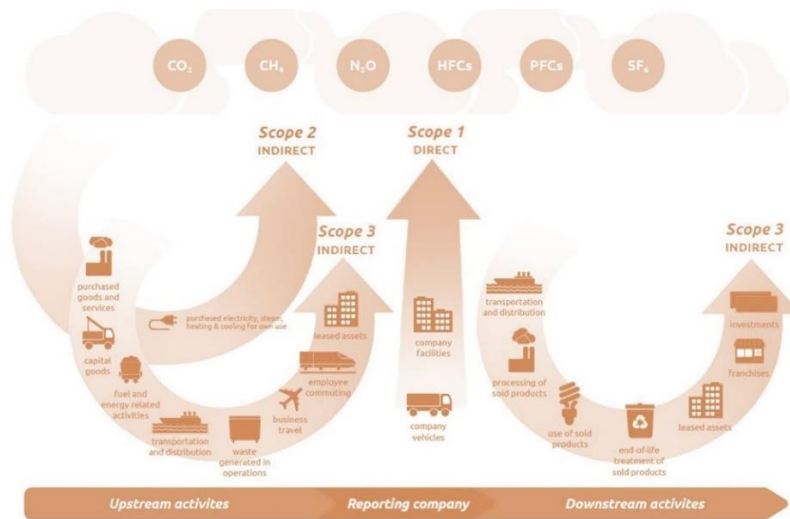 CO₂ CH₄ N₂O HFCs PFCs SF₆
Scope 2
INDIRECT
Scope 1
DIRECT
Scope 3
INDIRECT
Scope 3
INDIRECT
purchased
goods and
services
purchased electricity, steam,
heating & cooling for own use
capital
goods
fuel and
energy related
activities
transportation
and distribution
waste
generated in
operations
business
travel
employee
commuting
leased assets
company
facilities
company
vehicles
transportation
and distribution
processing of
sold products
use of sold
products
end-of-life
treatment of
sold products
leased assets
franchises
investments
Upstream activites
Reporting company
Downstream activites